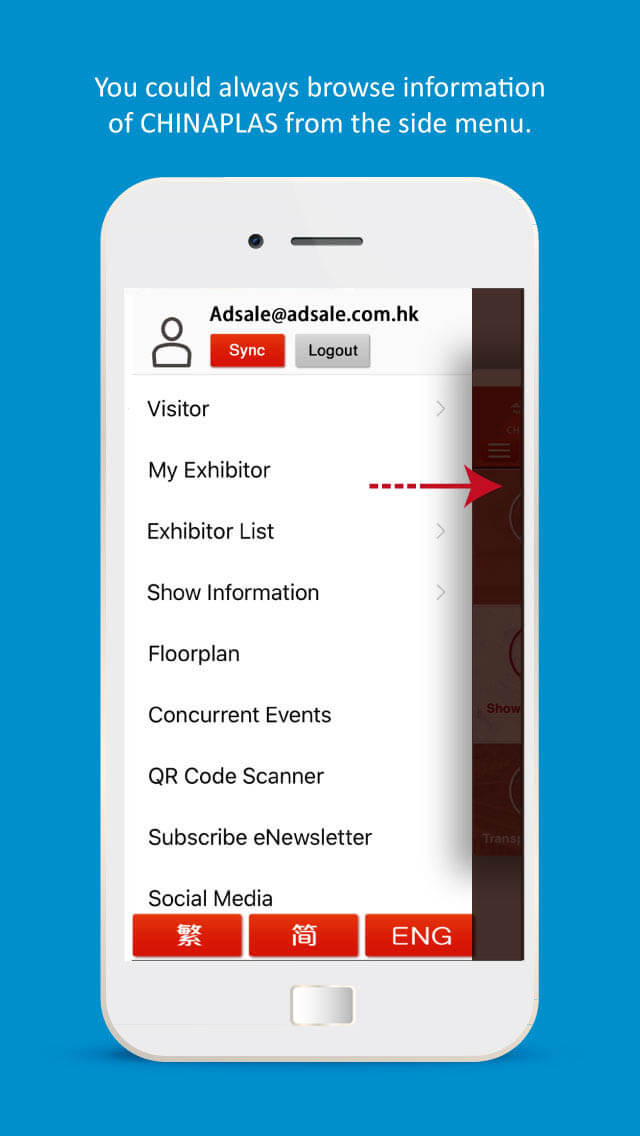 You could always browse information
of CHINAPLAS from the side menu.
Adsale@adsale.com.hk
Sync
Logout
Visitor
My Exhibitor
Exhibitor List
Show Information
Floorplan
Concurrent Events
QR Code Scanner
Subscribe eNewsletter
Social Media
繁
简
ENG
CH
Show
Transp